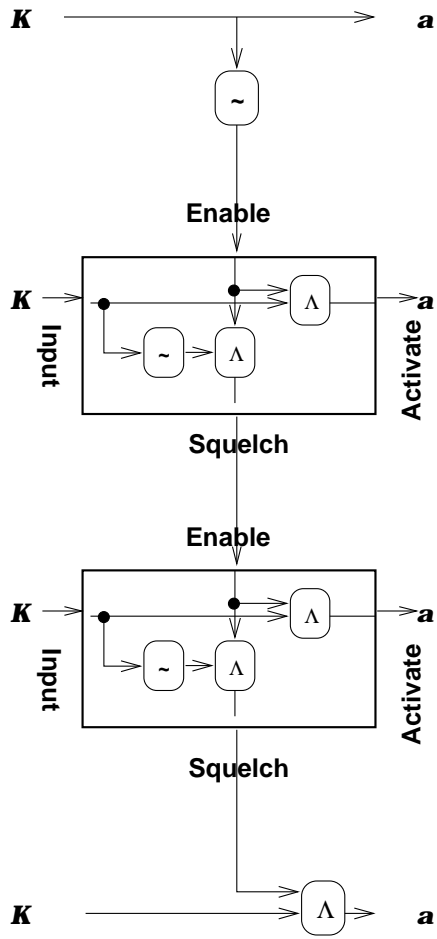 K a
~
Enable
K Λ a
Input ~ Λ Activate
Squelch
Enable
K Λ a
Input ~ Λ Activate
Squelch
K Λ a